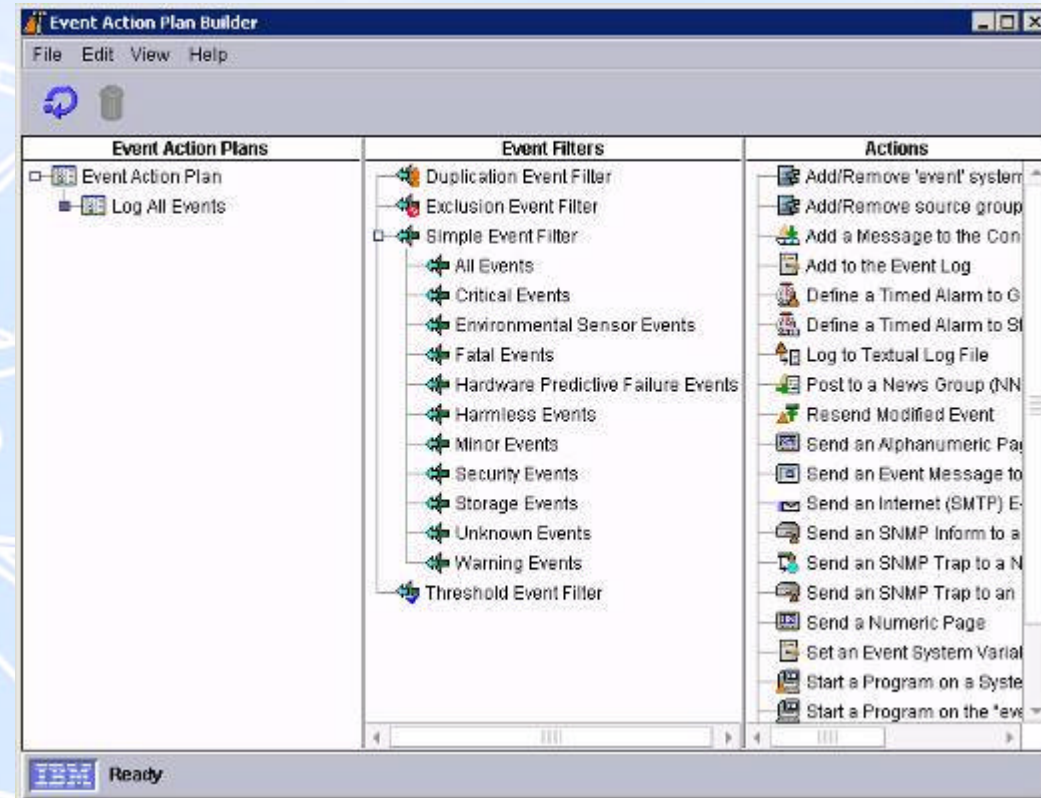 Event Action Plan Builder
File Edit View Help
Event Action Plans
Event Action Plan
Log All Events
Event Filters
Duplication Event Filter
Exclusion Event Filter
Simple Event Filter
All Events
Critical Events
Environmental Sensor Events
Fatal Events
Hardware Predictive Failure Events
Harmless Events
Minor Events
Security Events
Storage Events
Unknown Events
Warning Events
Threshold Event Filter
Actions
Add/Remove 'event' system
Add/Remove source group
Add a Message to the Con
Add to the Event Log
Define a Timed Alarm to G
Define a Timed Alarm to St
Log to Textual Log File
Post to a News Group (NN
Resend Modified Event
Send an Alphanumeric Pag
Send an Event Message to
Send an Internet (SMTP) E-
Send an SNMP Inform to a
Send an SNMP Trap to a N
Send an SNMP Trap to an
Send a Numeric Page
Set an Event System Variab
Start a Program on a Syste
Start a Program on the "eve
IBM Ready